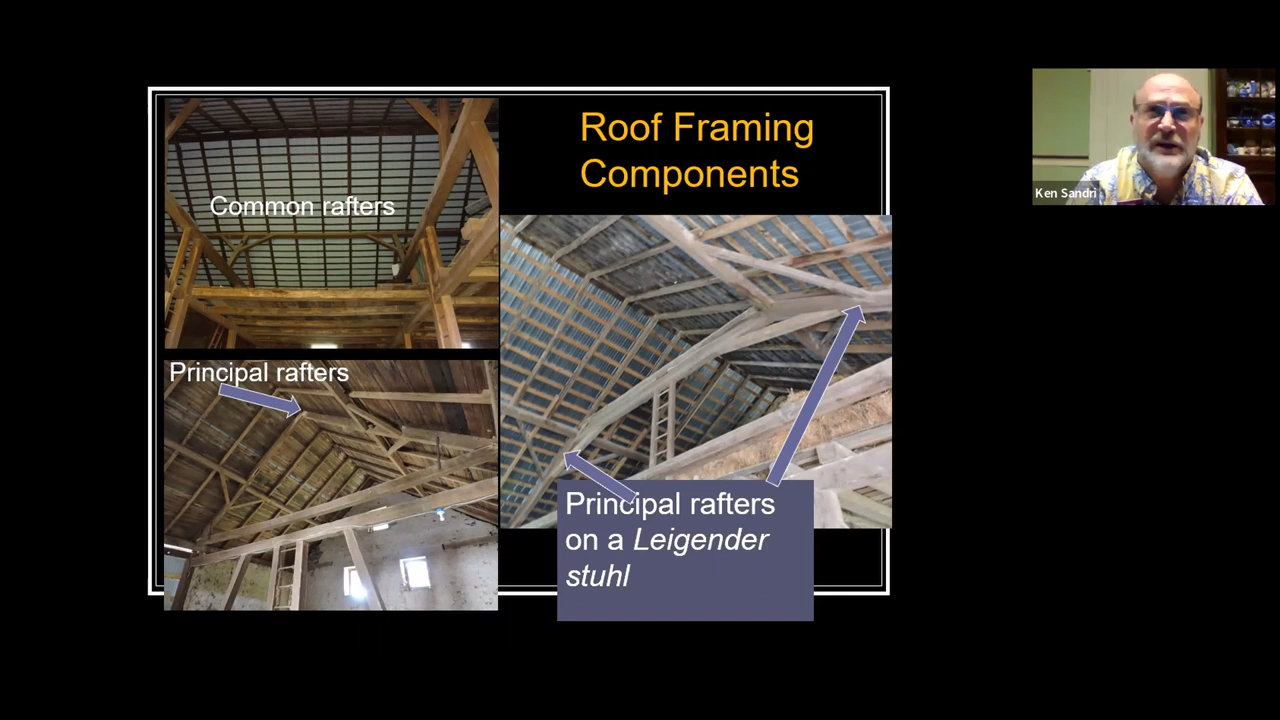 Roof Framing
Components
Common rafters
Principal rafters
Principal rafters
on a Leigender
stuhl
Ken Sandri